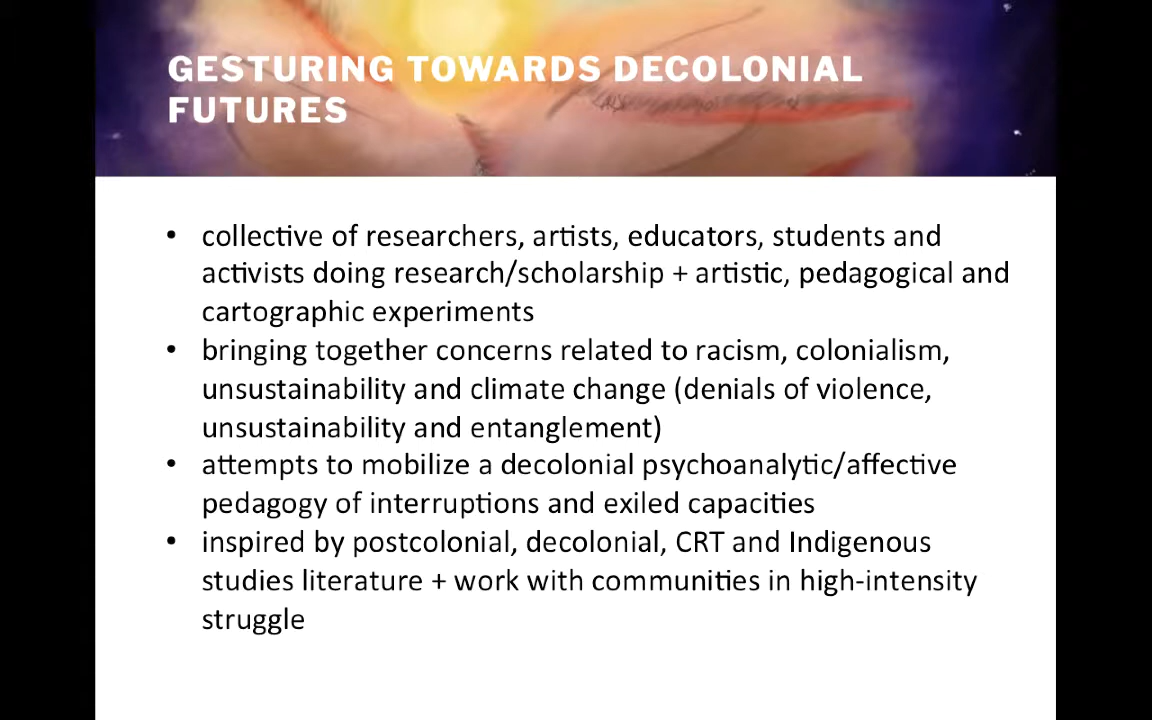 GESTURING TOWARDS DECOLONIAL
FUTURES
• collective of researchers, artists, educators, students and
activists doing research/scholarship + artistic, pedagogical and
cartographic experiments
• bringing together concerns related to racism, colonialism,
unsustainability and climate change (denials of violence,
unsustainability and entanglement)
• attempts to mobilize a decolonial psychoanalytic/affective
pedagogy of interruptions and exiled capacities
• inspired by postcolonial, decolonial, CRT and Indigenous
studies literature + work with communities in high-intensity
struggle